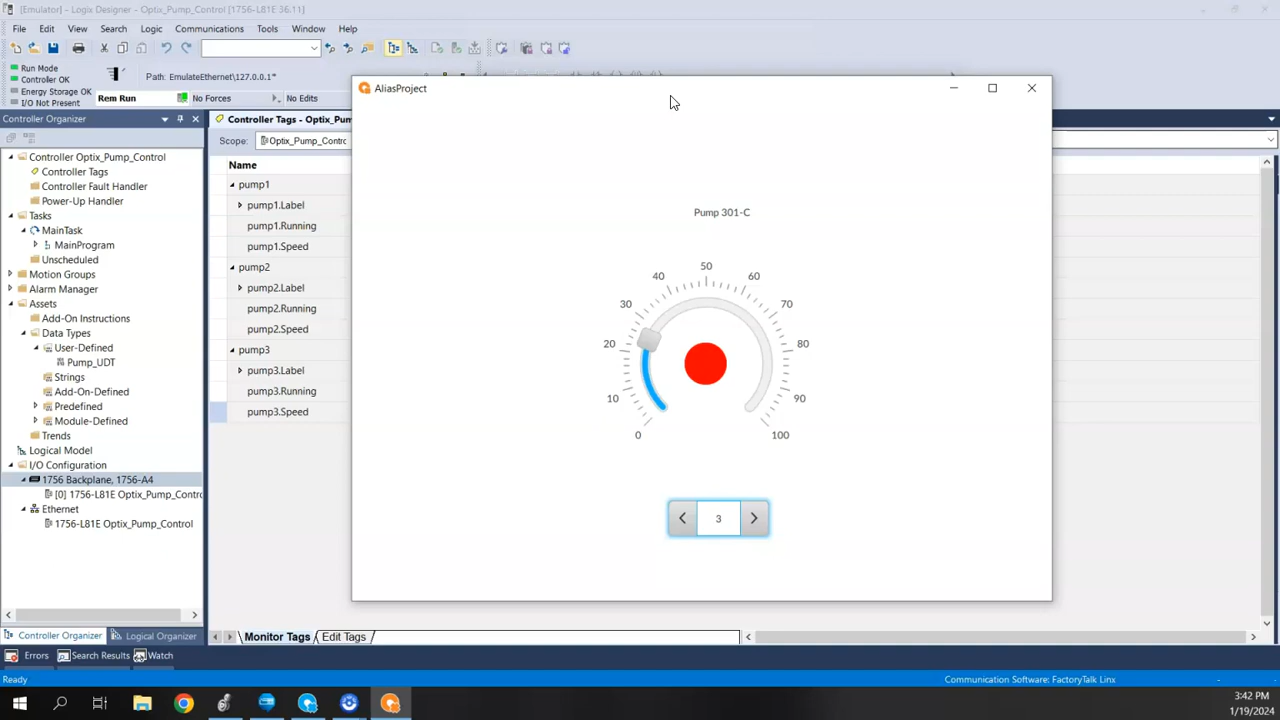 [Emulator] - Logix Designer - Optix_Pump_Control [1756-L81E 36.11]
File Edit View Search Logic Communications Tools Window Help
Run Mode
Controller OK
Energy Storage OK
I/O Not Present
Path: EmulateEthernet\127.0.0.1*
Rem Run
No Forces
No Edits
Controller Organizer
Controller Optix_Pump_Control
Controller Tags
Controller Fault Handler
Power-Up Handler
Tasks
MainTask
MainProgram
Unscheduled
Motion Groups
Alarm Manager
Assets
Add-On Instructions
Data Types
User-Defined
Pump_UDT
Strings
Add-On-Defined
Predefined
Module-Defined
Trends
Logical Model
I/O Configuration
1756 Backplane, 1756-A4
[0] 1756-L81E Optix_Pump_Contro
Ethernet
1756-L81E Optix_Pump_Control
Controller Organizer
Logical Organizer
Controller Tags - Optix_Pum
Scope:
Optix_Pump_Contrc
Name
pump1
pump1.Label
pump1.Running
pump1.Speed
pump2
pump2.Label
pump2.Running
pump2.Speed
pump3
pump3.Label
pump3.Running
pump3.Speed
Monitor Tags
Edit Tags
AliasProject
Pump 301-C
0
10
20
30
40
50
60
70
80
90
100
3
Errors
Search Results
Watch
Ready
Communication Software: FactoryTalk Linx
3:42 PM
1/19/2024